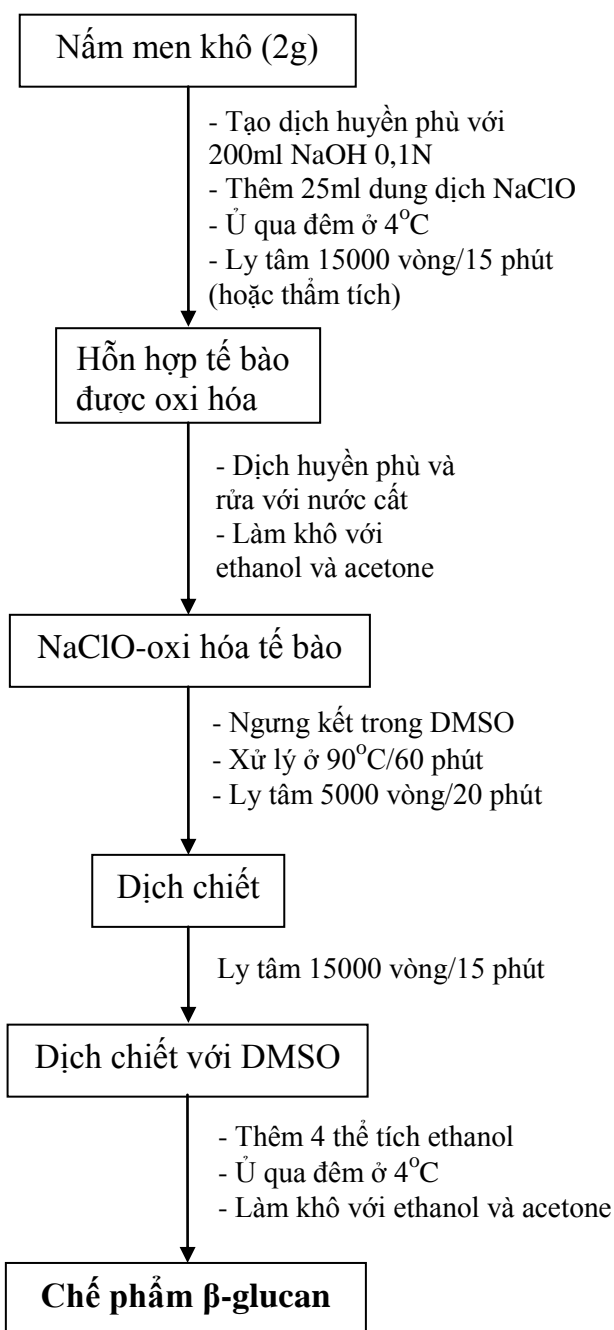 Nấm men khô (2g)
- Tạo dịch huyền phù với
200ml NaOH 0,1N
- Thêm 25ml dung dịch NaClO
- Ủ qua đêm ở 4°C
- Ly tâm 15000 vòng/15 phút
(hoặc thẩm tích)
Hỗn hợp tế bào
được oxi hóa
- Dịch huyền phù và
rửa với nước cất
- Làm khô với
ethanol và acetone
NaClO-oxi hóa tế bào
- Ngưng kết trong DMSO
- Xử lý ở 90°C/60 phút
- Ly tâm 5000 vòng/20 phút
Dịch chiết
Ly tâm 15000 vòng/15 phút
Dịch chiết với DMSO
- Thêm 4 thể tích ethanol
- Ủ qua đêm ở 4°C
- Làm khô với ethanol và acetone
Chế phẩm β-glucan